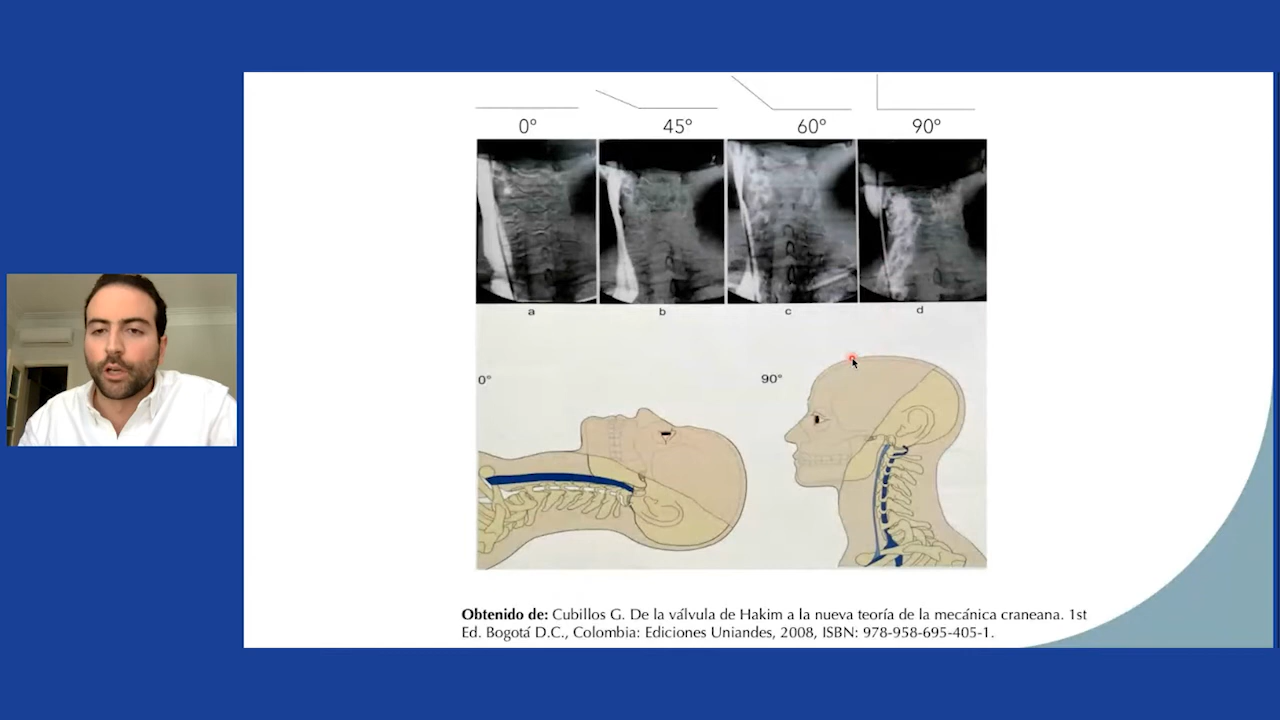 0° 45° 60° 90°
a b c d
0° 90°
Obtenido de: Cubillos G. De la válvula de Hakim a la nueva teoría de la mecánica craneana. 1st
Ed. Bogotá D.C., Colombia: Ediciones Uniandes, 2008, ISBN: 978-958-695-405-1.